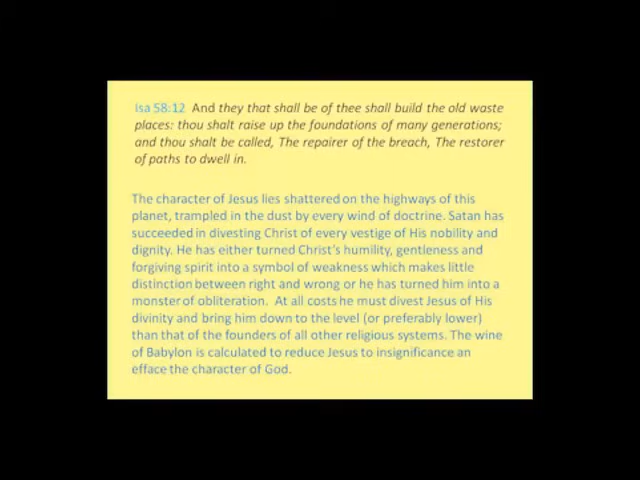 Isa 58:12 And they that shall be of thee shall build the old waste
places: thou shalt raise up the foundations of many generations;
and thou shalt be called, The repairer of the breach, The restorer
of paths to dwell in.
The character of Jesus lies shattered on the highways of this
planet, trampled in the dust by every wind of doctrine. Satan has
succeeded in divesting Christ of every vestige of His nobility and
dignity. He has either turned Christ's humility, gentleness and
forgiving spirit into a symbol of weakness which makes little
distinction between right and wrong or he has turned him into a
monster of obliteration. At all costs he must divest Jesus of His
divinity and bring him down to the level (or preferably lower)
than that of the founders of all other religious systems. The wine
of Babylon is calculated to reduce Jesus to insignificance an
efface the character of God.